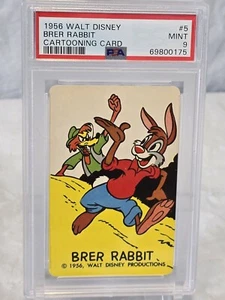 1956 WALT DISNEY #5
BRER RABBIT MINT
CARTOONING CARD PSA 9
69800175
BRER RABBIT
© 1956, WALT DISNEY PRODUCTIONS